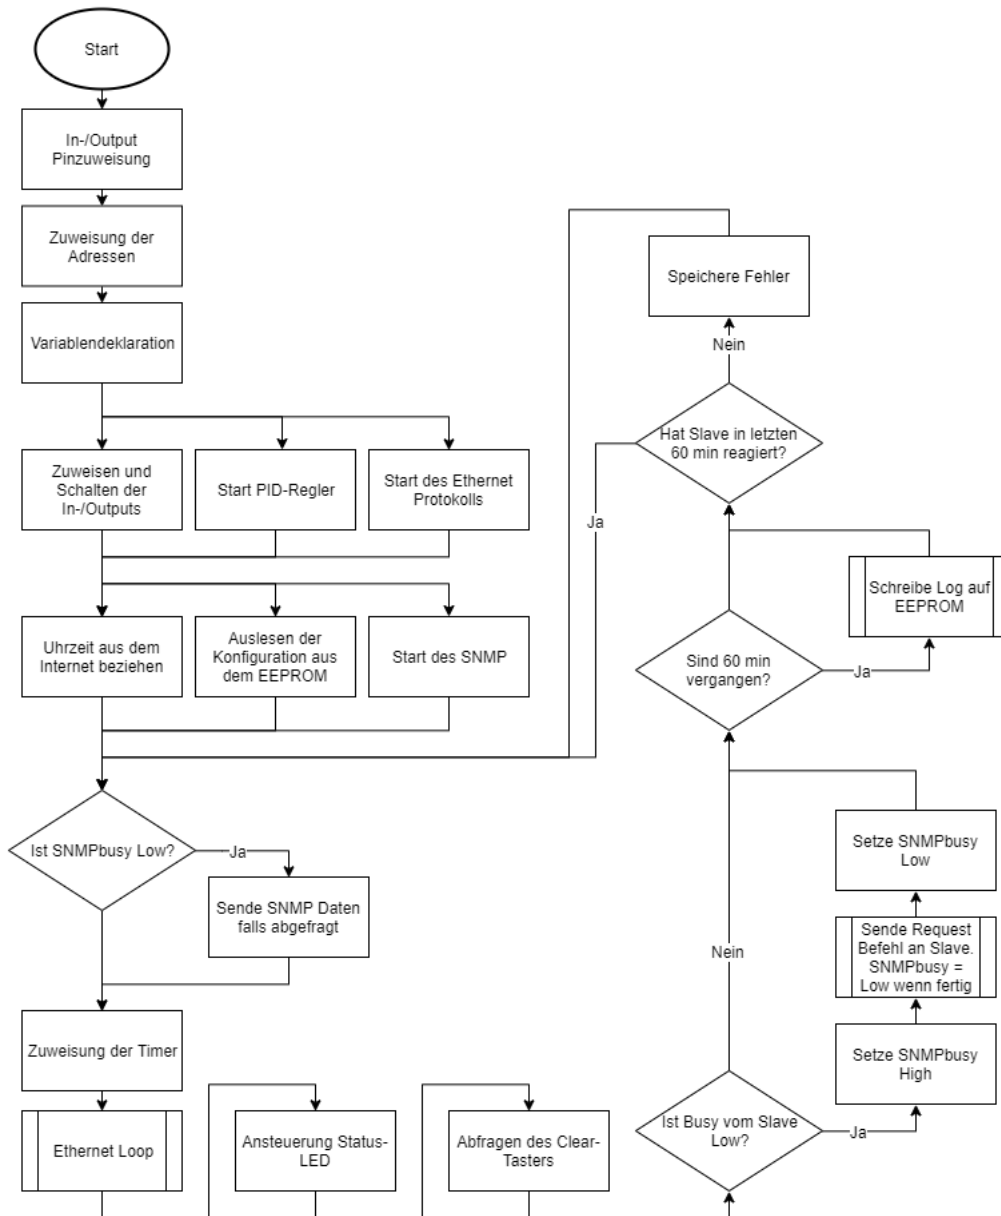 Start
In-/Output
Pinzuweisung
Zuweisung der
Adressen
Variablendeklaration
Zuweisen und
Schalten der
In-/Outputs
Start PID-Regler
Start des Ethernet
Protokolls
Uhrzeit aus dem
Internet beziehen
Auslesen der
Konfiguration aus
dem EEPROM
Start des SNMP
Ist SNMPbusy Low?
Ja
Sende SNMP Daten
falls abgefragt
Zuweisung der Timer
Ethernet Loop
Ansteuerung Status-
LED
Abfragen des Clear-
Tasters
Speichere Fehler
Nein
Hat Slave in letzten
60 min reagiert?
Ja
Schreibe Log auf
EEPROM
Sind 60 min
vergangen?
Ja
Setze SNMPbusy
Low
Sende Request
Befehl an Slave.
SNMPbusy =
Low wenn fertig
Nein
Setze SNMPbusy
High
Ist Busy vom Slave
Low?
Ja